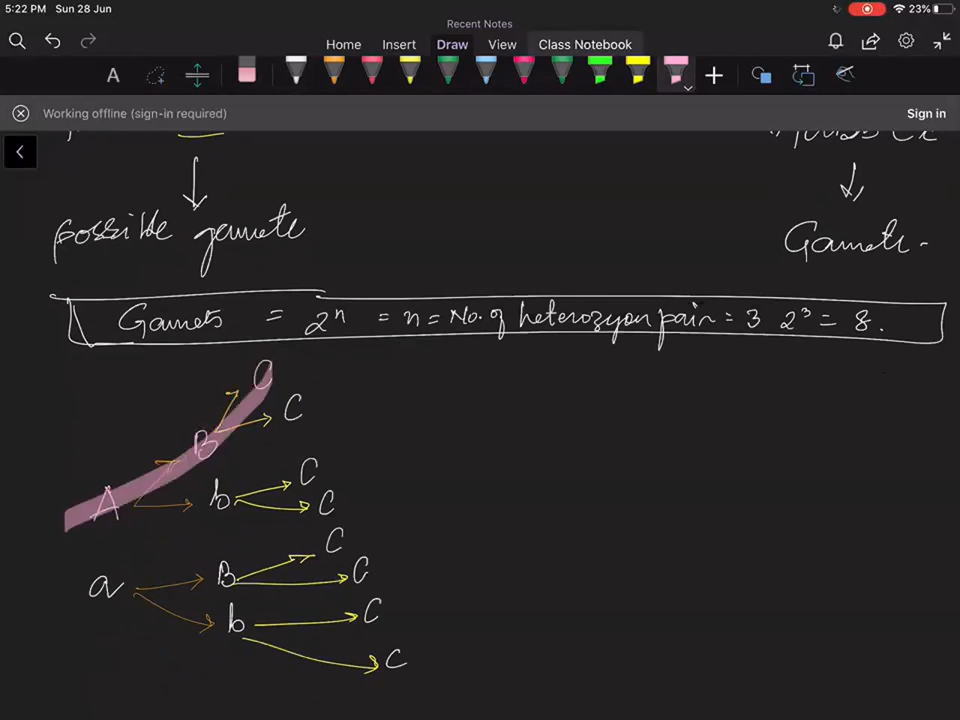 5:22 PM Sun 28 Jun 23%
Recent Notes
Home Insert Draw View Class Notebook
Working offline (sign-in required) Sign in
possible gamete
Gamete-
Gamets = 2ⁿ = n = No. of heterozygon pair = 3 2³ = 8.
C
B C
A b C
C
a B C
C
b C
C